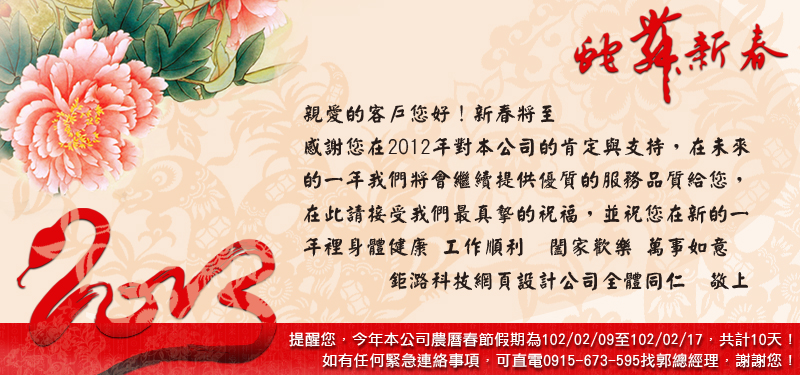 蛇舞新春
親愛的客戶您好！新春將至
感謝您在2012年對本公司的肯定與支持，在未來
的一年我們將會繼續提供優質的服務品質給您，
在此請接受我們最真摯的祝福，並祝您在新的一
年裡身體健康 工作順利　闔家歡樂 萬事如意
鉅潞科技網頁設計公司全體同仁　敬上
2013
提醒您，今年本公司農曆春節假期為102/02/09至102/02/17，共計10天！
如有任何緊急連絡事項，可直電0915-673-595找郭總經理，謝謝您！